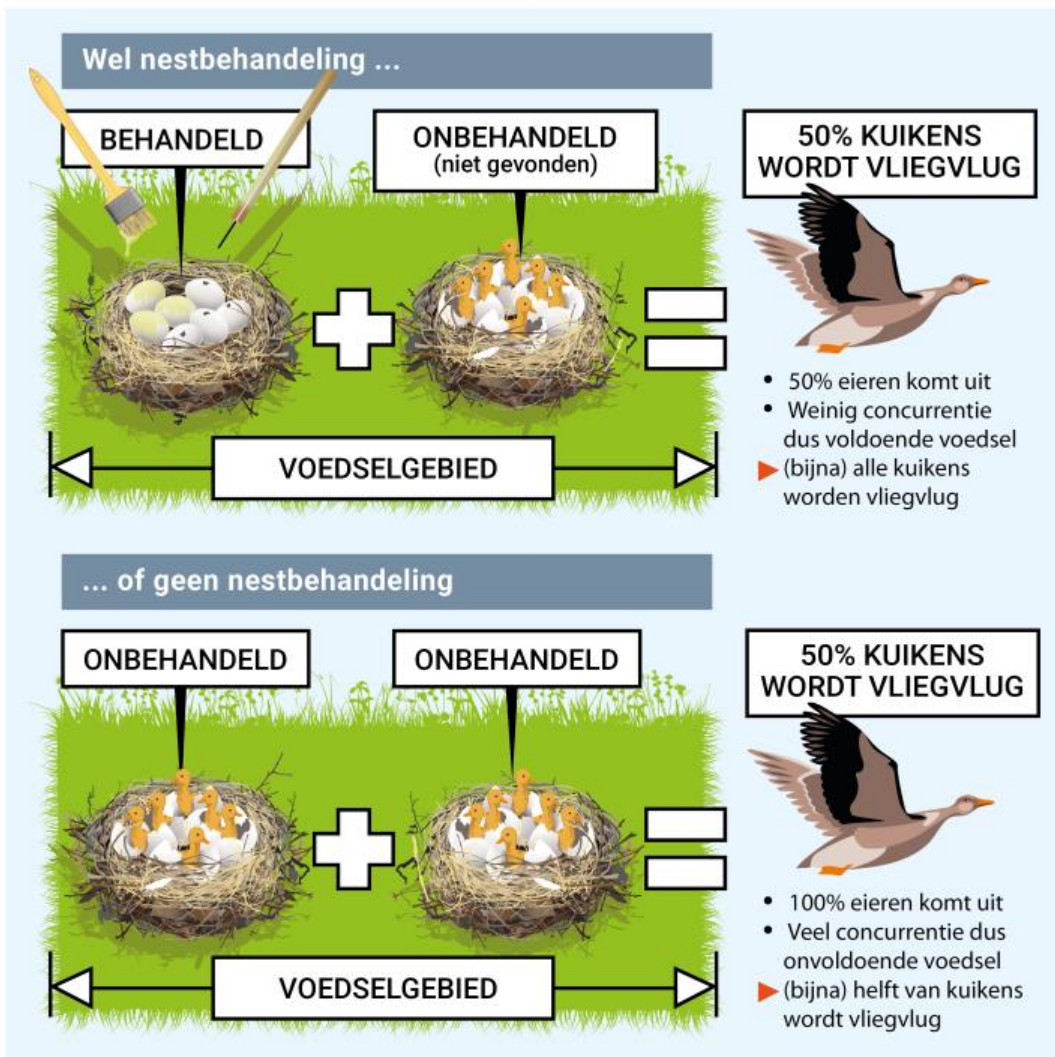 Wel nestbehandeling ...
BEHANDELD
ONBEHANDELD
(niet gevonden)
50% KUIKENS
WORDT VLIEGVLUG
• 50% eieren komt uit
• Weinig concurrentie
dus voldoende voedsel
(bijna) alle kuikens
worden vliegvlug
VOEDSELGEBIED
... of geen nestbehandeling
ONBEHANDELD
ONBEHANDELD
50% KUIKENS
WORDT VLIEGVLUG
• 100% eieren komt uit
• Veel concurrentie dus
onvoldoende voedsel
(bijna) helft van kuikens
wordt vliegvlug
VOEDSELGEBIED